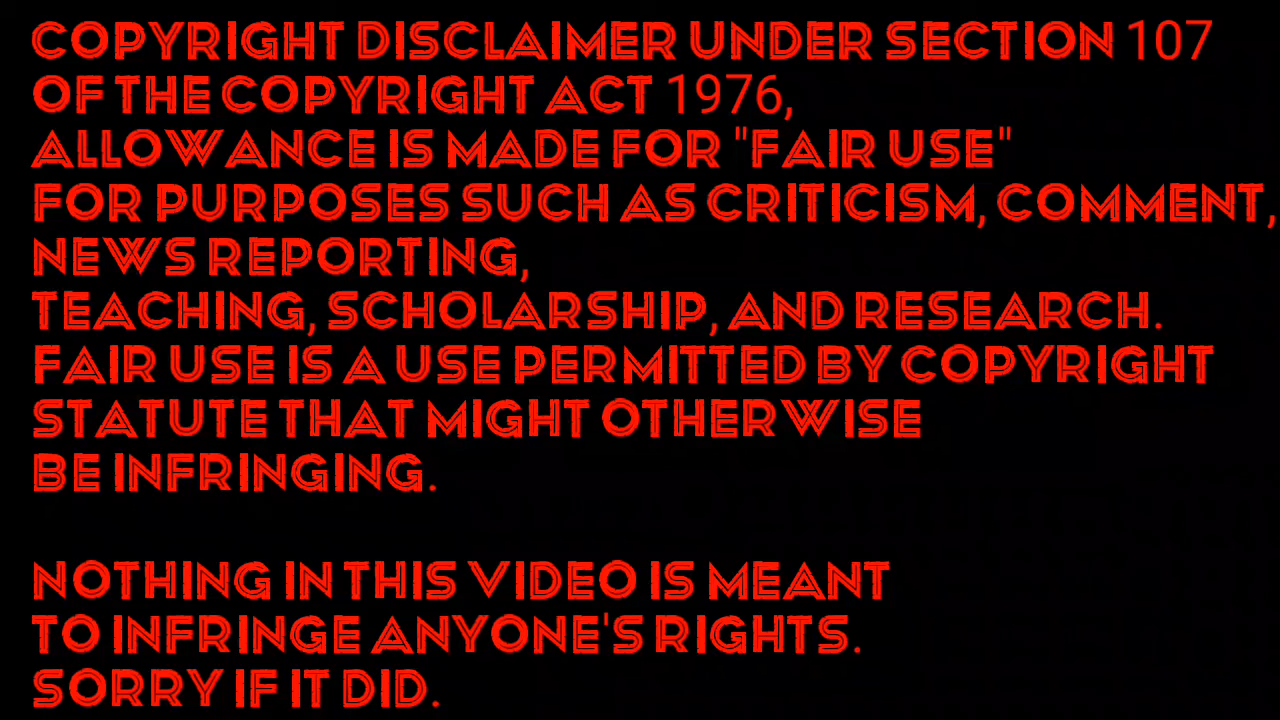 COPYRIGHT DISCLAIMER UNDER SECTION 107
OF THE COPYRIGHT ACT 1976,
ALLOWANCE IS MADE FOR "FAIR USE"
FOR PURPOSES SUCH AS CRITICISM, COMMENT,
NEWS REPORTING,
TEACHING, SCHOLARSHIP, AND RESEARCH.
FAIR USE IS A USE PERMITTED BY COPYRIGHT
STATUTE THAT MIGHT OTHERWISE
BE INFRINGING.
NOTHING IN THIS VIDEO IS MEANT
TO INFRINGE ANYONE'S RIGHTS.
SORRY IF IT DID.